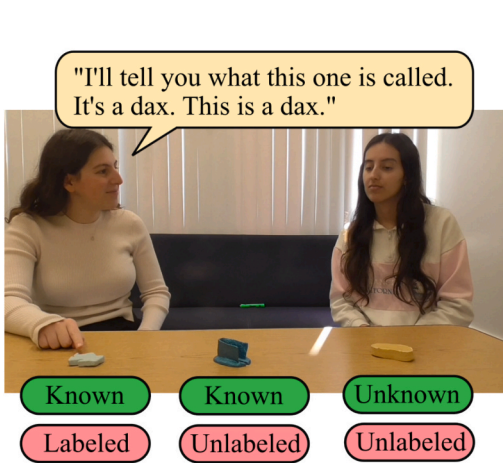 "I'll tell you what this one is called.
It's a dax. This is a dax."
Known
Known
Unknown
Labeled
Unlabeled
Unlabeled